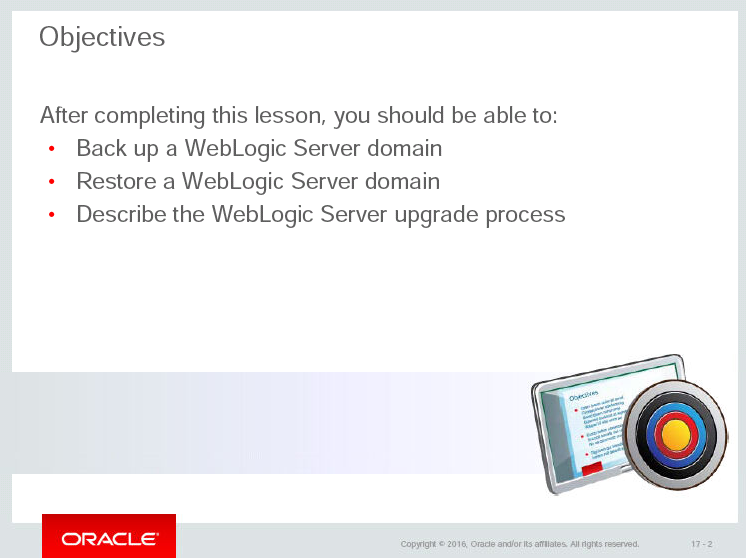 Objectives
After completing this lesson, you should be able to:
• Back up a WebLogic Server domain
• Restore a WebLogic Server domain
• Describe the WebLogic Server upgrade process
Objectives
ORACLE®
Copyright © 2016, Oracle and/or its affiliates. All rights reserved.
17 - 2